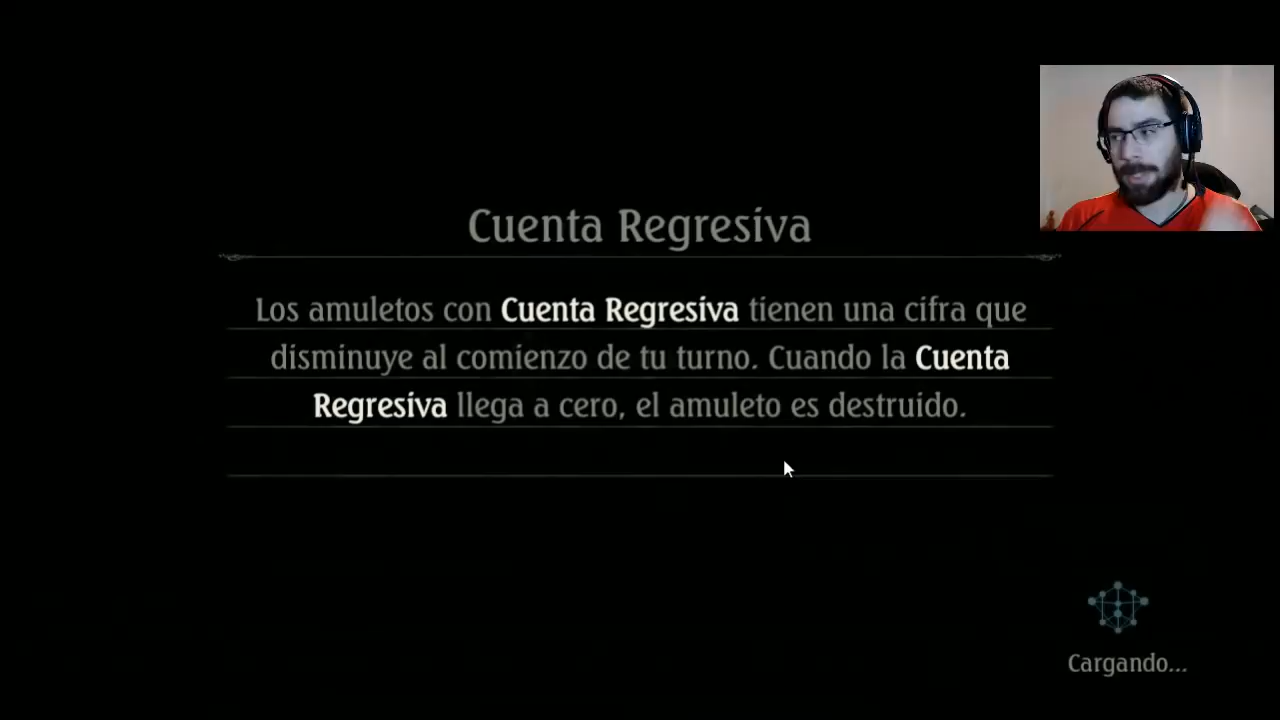 Cuenta Regresiva
Los amuletos con Cuenta Regresiva tienen una cifra que
disminuye al comienzo de tu turno. Cuando la Cuenta
Regresiva llega a cero, el amuleto es destruido.
Cargando...